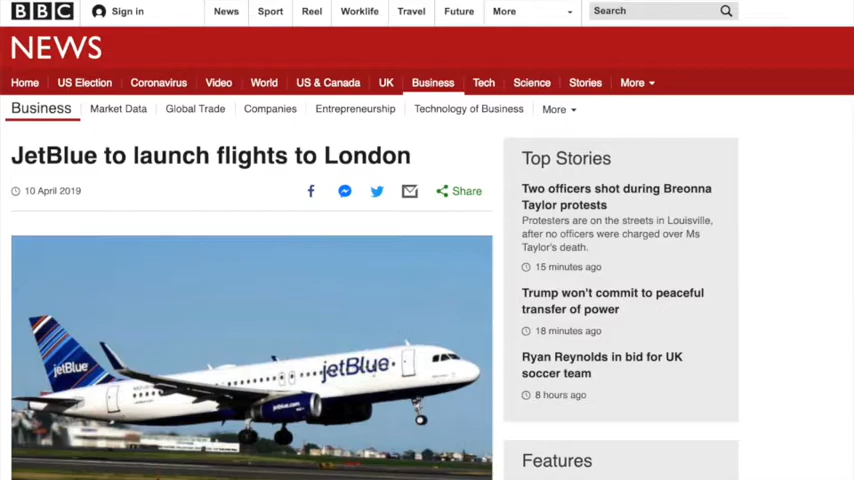 BBC Sign in News Sport Reel Worklife Travel Future More Search
NEWS
Home US Election Coronavirus Video World US & Canada UK Business Tech Science Stories More
Business Market Data Global Trade Companies Entrepreneurship Technology of Business More
JetBlue to launch flights to London
10 April 2019 Share
jetBlue
jetBlue
jetblue.com
Top Stories
Two officers shot during Breonna
Taylor protests
Protesters are on the streets in Louisville,
after no officers were charged over Ms
Taylor's death.
15 minutes ago
Trump won't commit to peaceful
transfer of power
18 minutes ago
Ryan Reynolds in bid for UK
soccer team
8 hours ago
Features